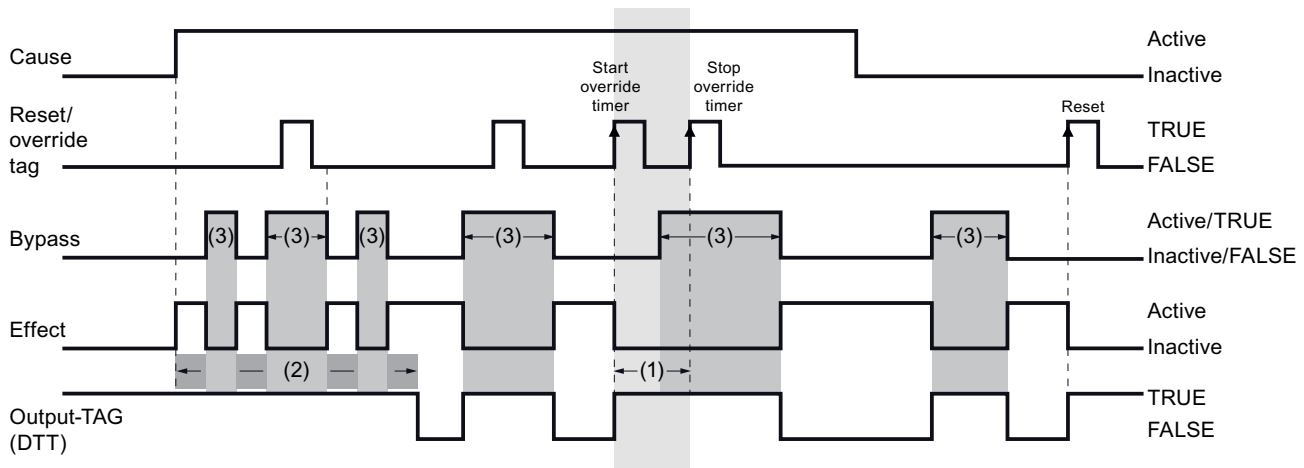 Cause
Active
Inactive
Start
override
timer
Stop
override
timer
Reset
Reset/
override
tag
TRUE
FALSE
Bypass
(3)
(3)
(3)
(3)
(3)
(3)
Active/TRUE
Inactive/FALSE
Effect
Active
Inactive
(2)
(1)
Output-TAG
(DTT)
TRUE
FALSE